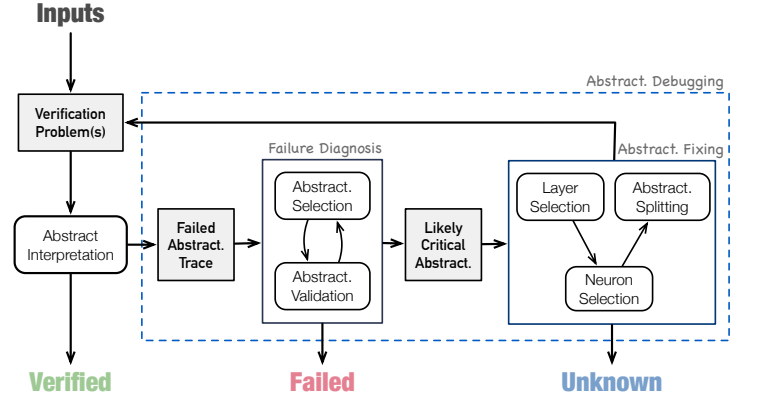 Inputs
Abstract. Debugging
Verification
Problem(s)
Failure Diagnosis
Abstract. Fixing
Abstract.
Selection
Layer
Selection
Abstract.
Splitting
Abstract
Interpretation
Failed
Abstract.
Trace
Likely
Critical
Abstract.
Abstract.
Validation
Neuron
Selection
Verified
Failed
Unknown